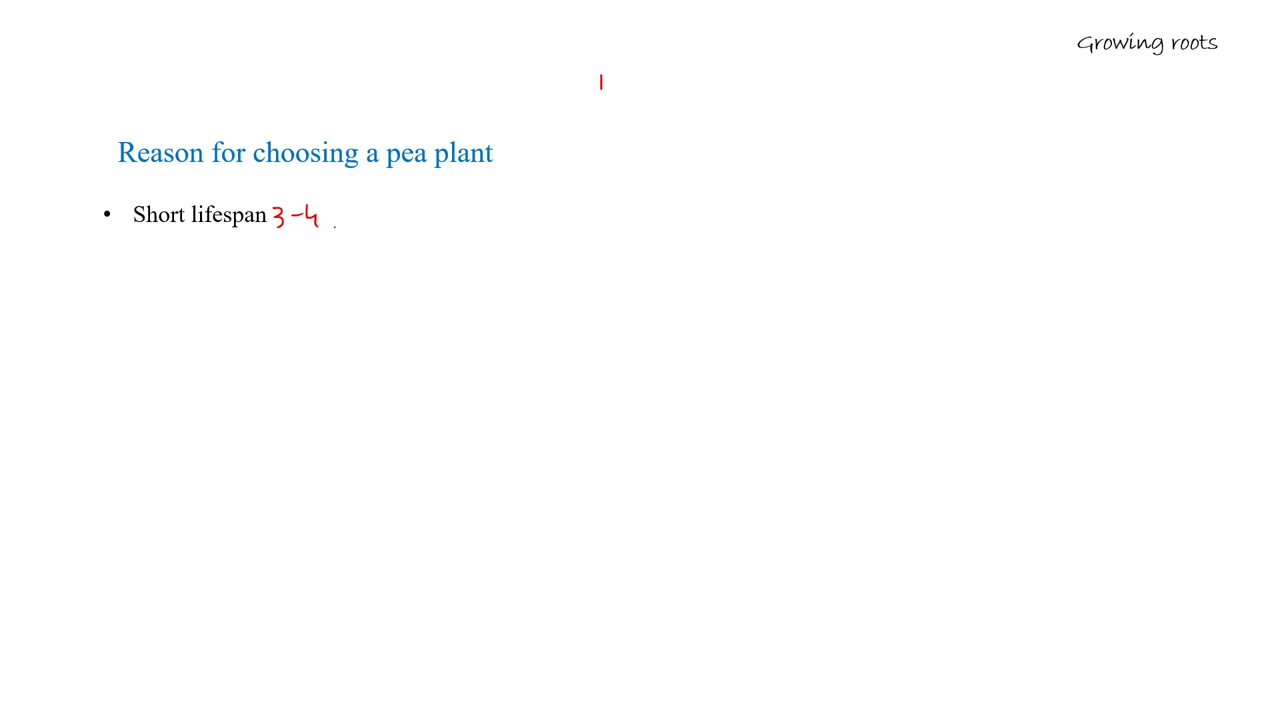 Growing roots
Reason for choosing a pea plant
• Short lifespan 3-4